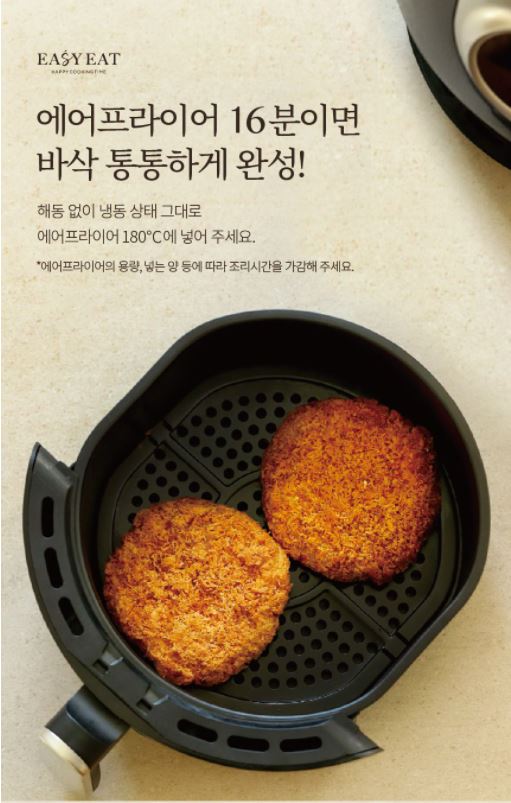 EASY EAT
HAPPY COOKING TIME
에어프라이어 16분이면
바삭 통통하게 완성!
해동 없이 냉동 상태 그대로
에어프라이어 180℃에 넣어 주세요.
*에어프라이어의 용량, 넣는 양 등에 따라 조리시간을 가감해 주세요.